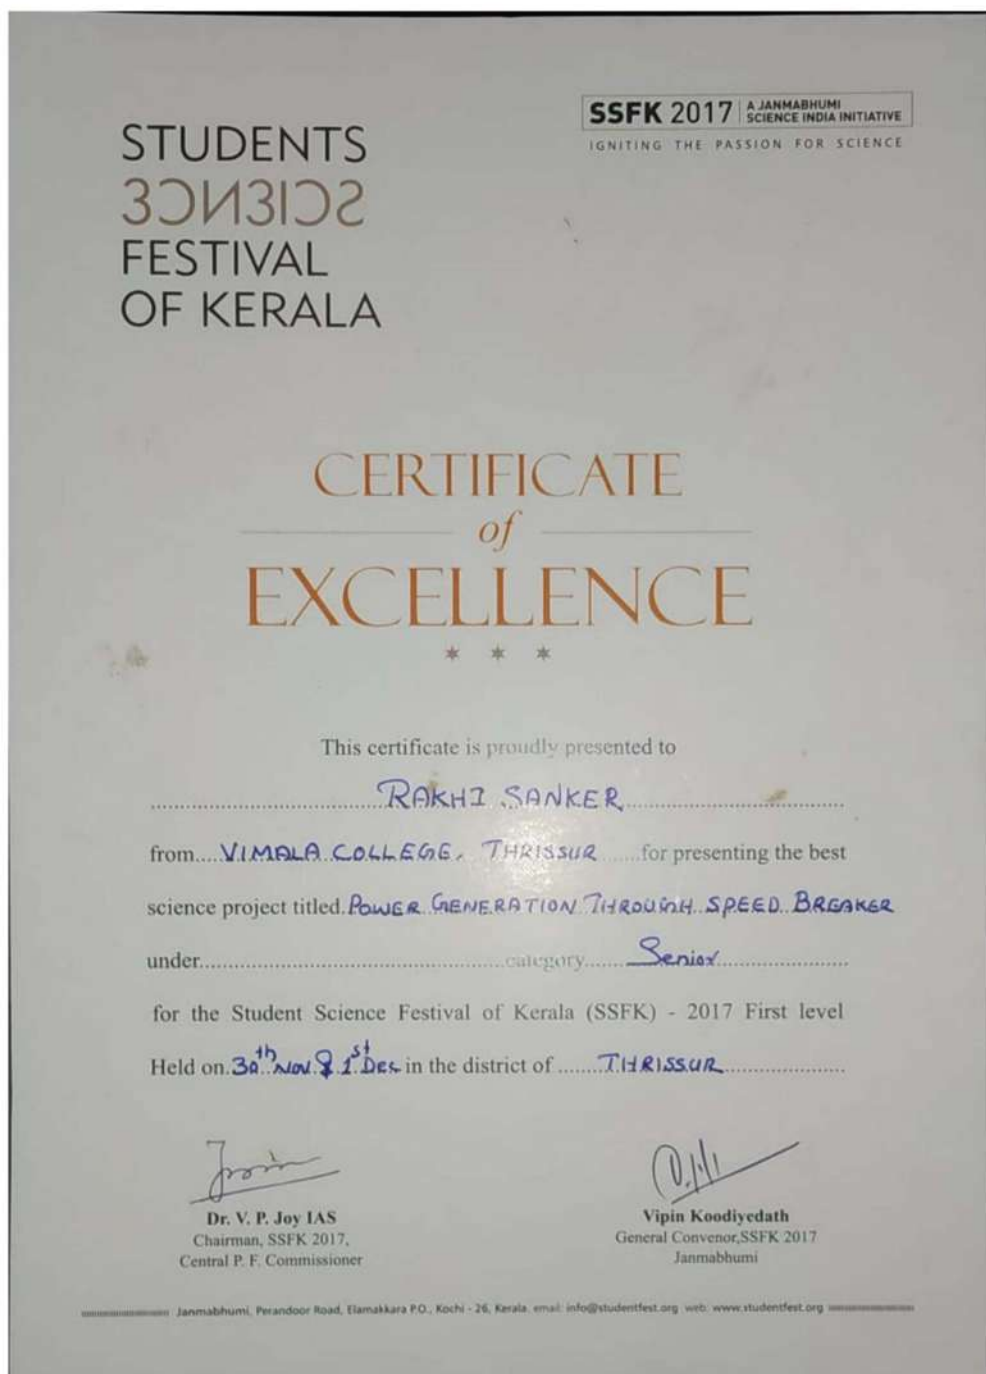 STUDENTS
SCIENCE
FESTIVAL
OF KERALA
SSFK 2017 A JANMABHUMI
SCIENCE INDIA INITIATIVE
IGNITING THE PASSION FOR SCIENCE
CERTIFICATE
of
EXCELLENCE
This certificate is proudly presented to
RAKHI SANKER
from....VIMALA COLLEGE, THRISSUR......for presenting the best
science project titled.POWER GENERATION THROUGH SPEED BREAKER
under..........category......Senior..........
for the Student Science Festival of Kerala (SSFK) - 2017 First level
Held on.30th Nov & 1st Dec in the district of ........THRISSUR..........
Dr. V. P. Joy IAS
Chairman, SSFK 2017,
Central P. F. Commissioner
Vipin Koodiyedath
General Convenor,SSFK 2017
Janmabhumi
Janmabhumi, Perandoor Road, Elamakkara P.O., Kochi - 26, Kerala. email: info@studentfest.org web: www.studentfest.org